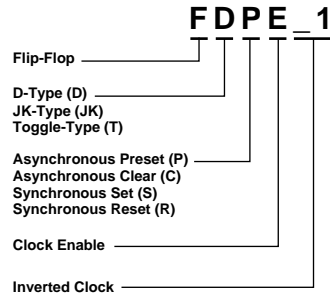 FDPE_1
Flip-Flop
D-Type (D)
JK-Type (JK)
Toggle-Type (T)
Asynchronous Preset (P)
Asynchronous Clear (C)
Synchronous Set (S)
Synchronous Reset (R)
Clock Enable
Inverted Clock